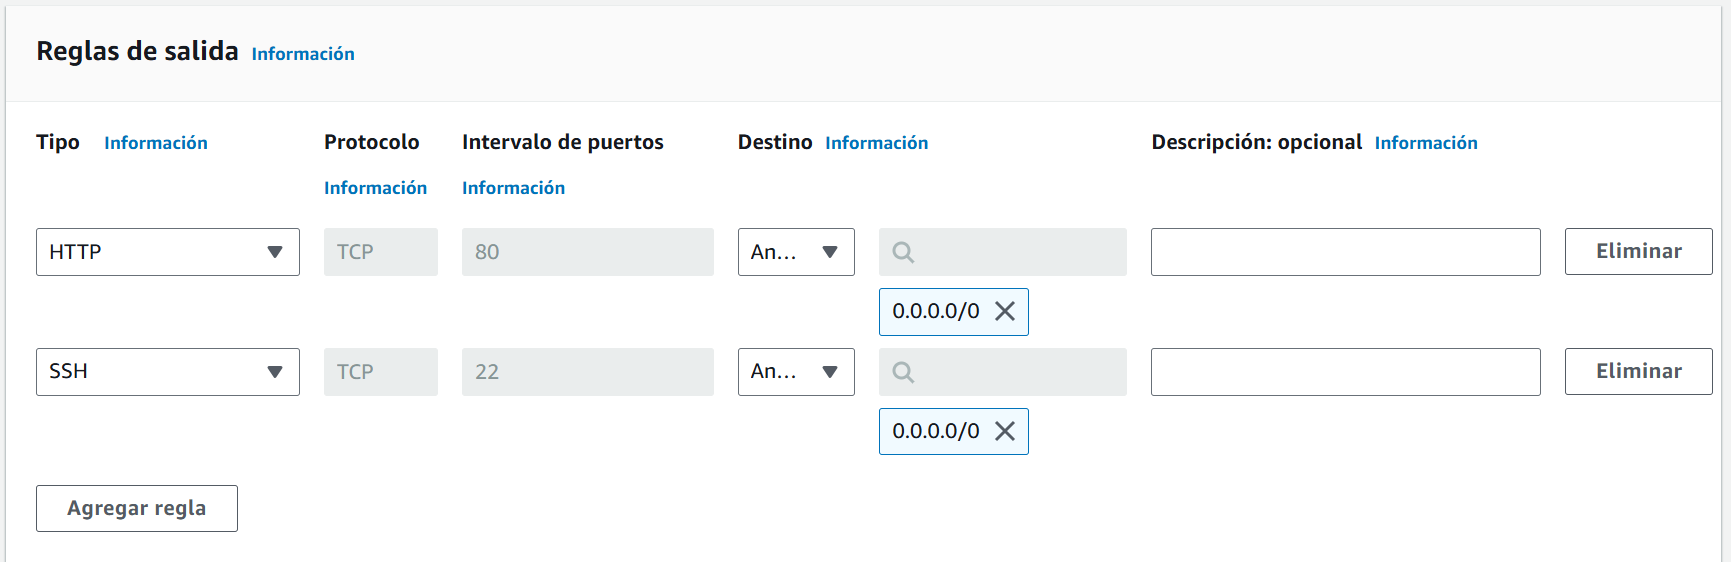 Reglas de salida Información
Tipo Información Protocolo Intervalo de puertos Destino Información Descripción: opcional Información
Información Información
HTTP TCP 80 An... Eliminar
0.0.0.0/0
SSH TCP 22 An... Eliminar
0.0.0.0/0
Agregar regla